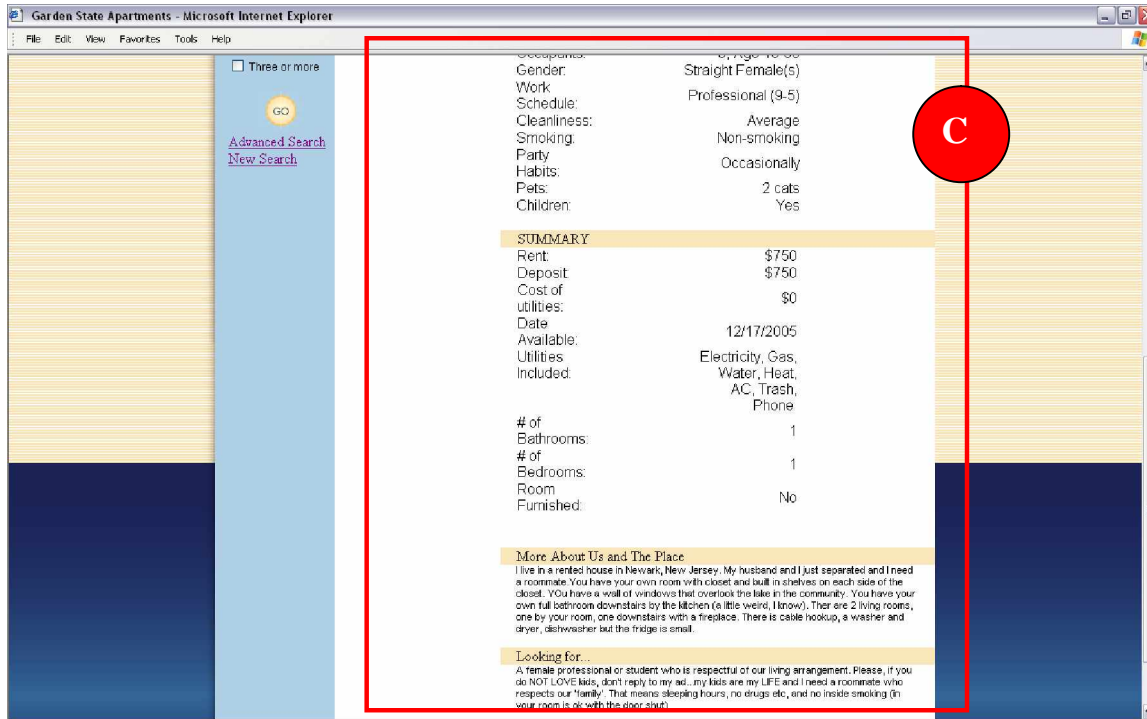 Garden State Apartments - Microsoft Internet Explorer
File Edit View Favorites Tools Help
Three or more
GO
Advanced Search
New Search
C
Gender: Straight Female(s)
Work
Schedule: Professional (9-5)
Cleanliness: Average
Smoking: Non-smoking
Party
Habits: Occasionally
Pets: 2 cats
Children: Yes
SUMMARY
Rent: $750
Deposit: $750
Cost of
utilities: $0
Date
Available: 12/17/2005
Utilities Electricity, Gas,
Included: Water, Heat,
AC, Trash,
Phone
# of
Bathrooms: 1
# of
Bedrooms: 1
Room
Furnished: No
More About Us and The Place
I live in a rented house in Newark, New Jersey. My husband and I just separated and I need
a roommate.You have your own room with closet and built in shelves on each side of the
closet. YOu have a wall of windows that overlook the lake in the community. You have your
own full bathroom downstairs by the kitchen (a little weird, I know). Ther are 2 living rooms,
one by your room, one downstairs with a fireplace. There is cable hookup, a washer and
dryer, dishwasher but the fridge is small.
Looking for...
A female professional or student who is respectful of our living arrangement. Please, if you
do NOT LOVE kids, don't reply to my ad...my kids are my LIFE and I need a roommate who
respects our 'family'. That means sleeping hours, no drugs etc, and no inside smoking (in
your room is ok with the door shut)